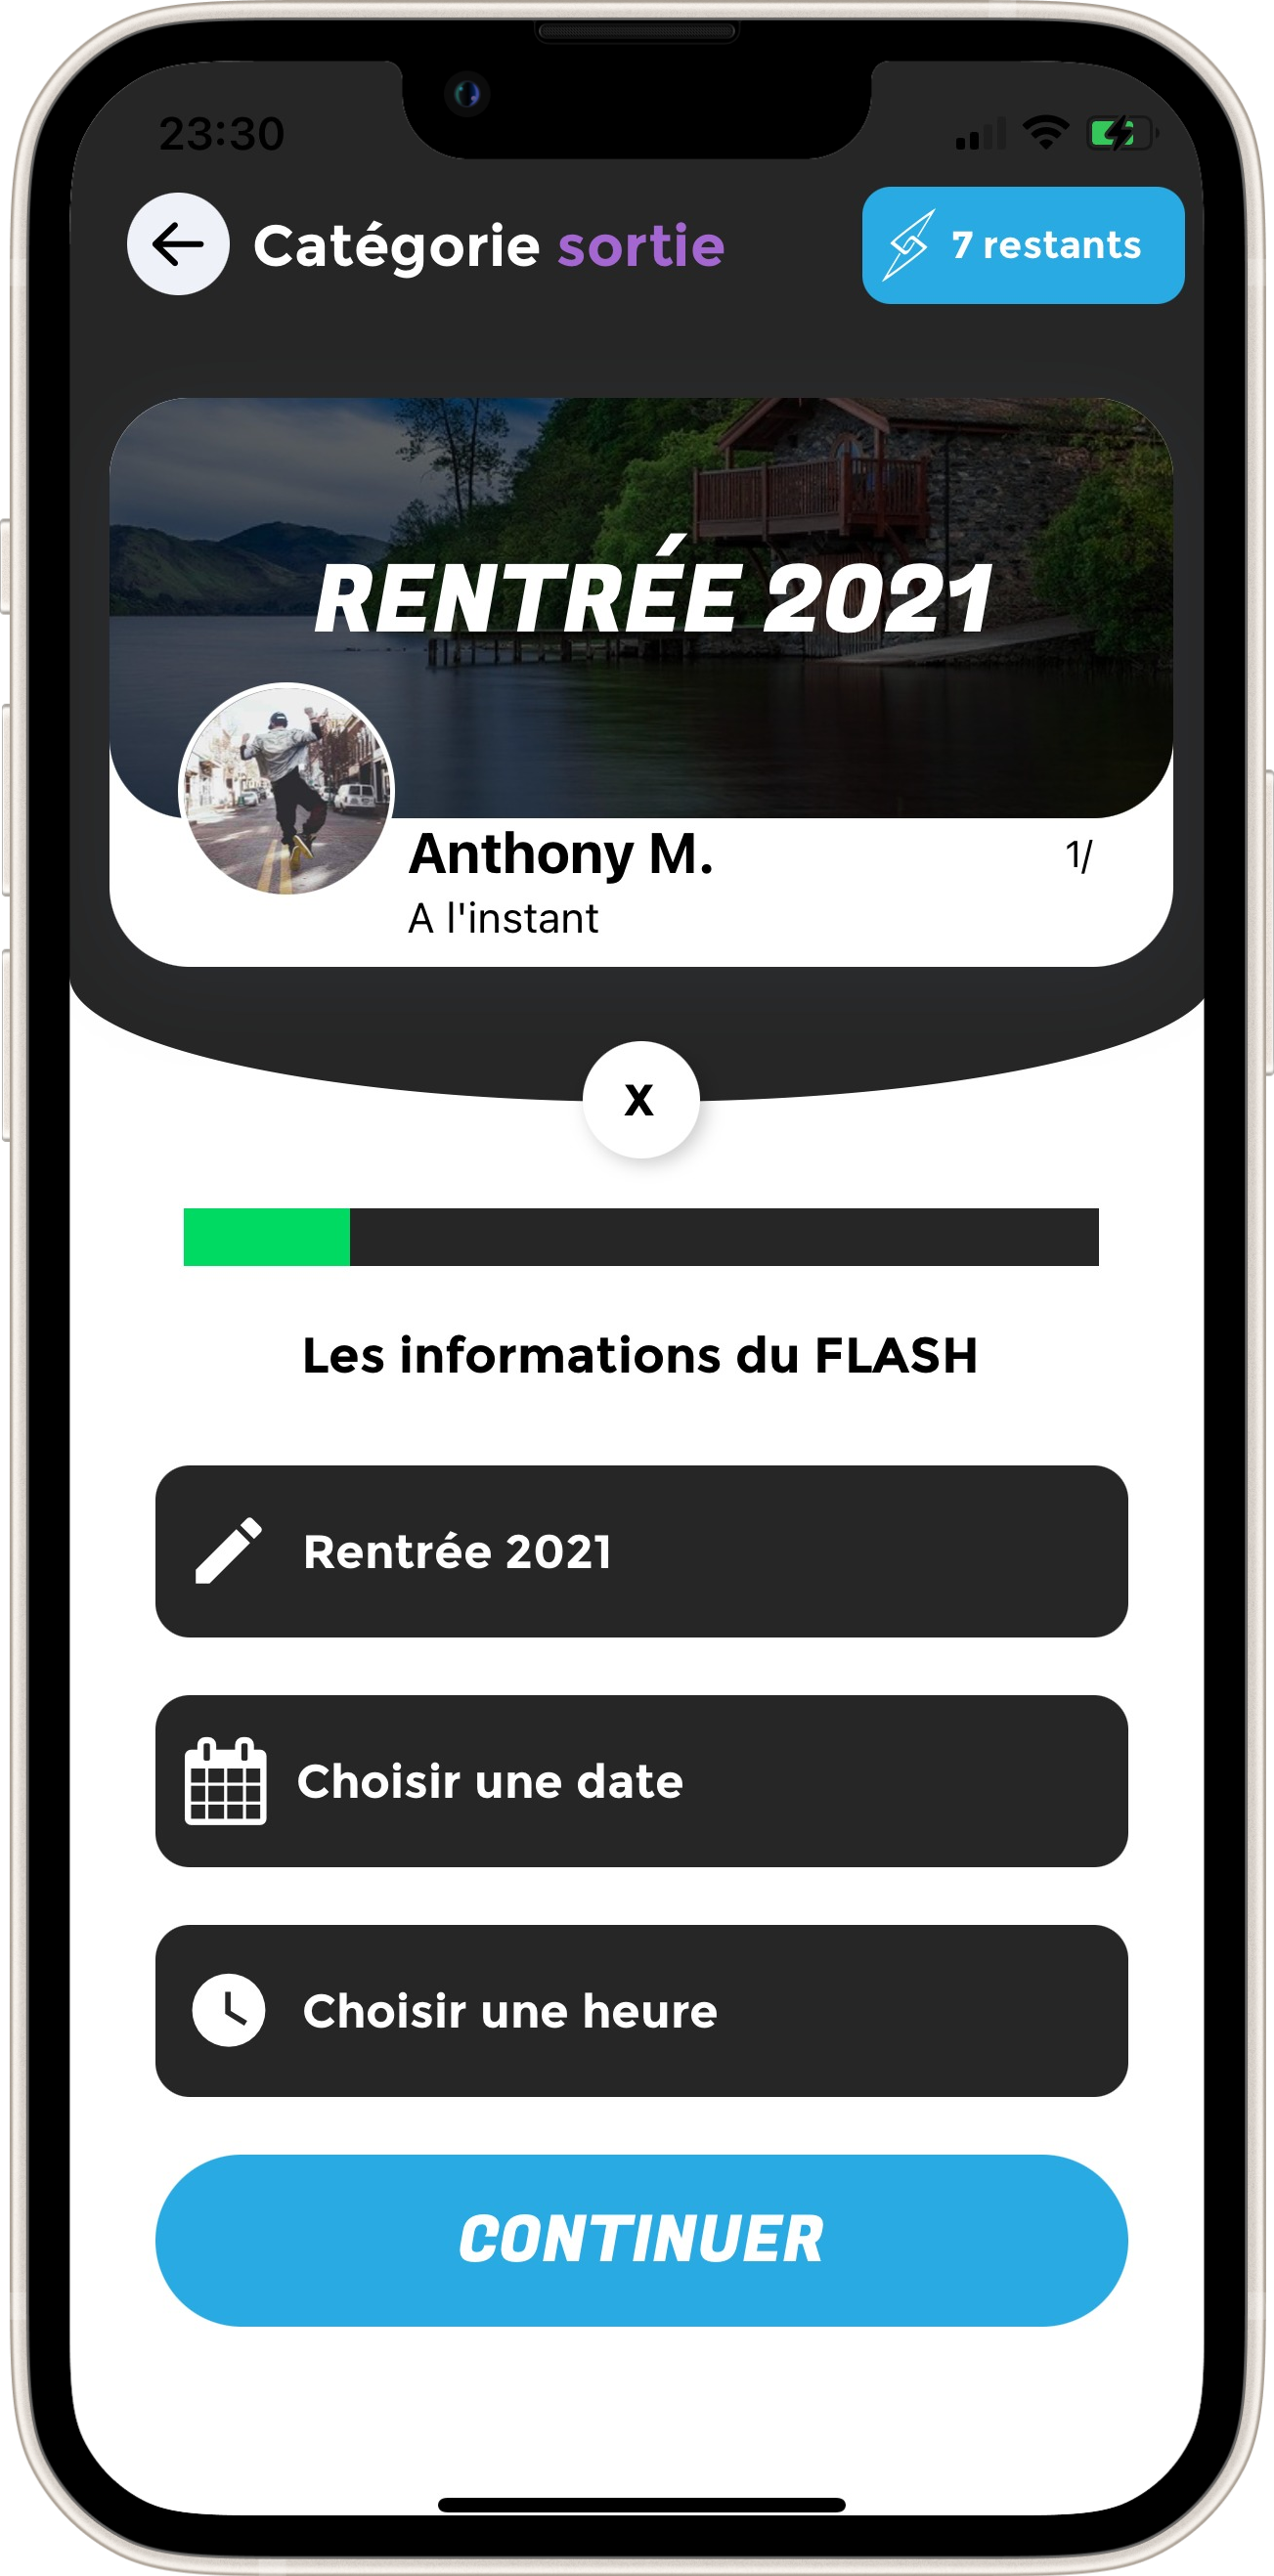 23:30
Catégorie sortie
7 restants
RENTRÉE 2021
Anthony M.
1/
A l'instant
X
Les informations du FLASH
Rentrée 2021
Choisir une date
Choisir une heure
CONTINUER